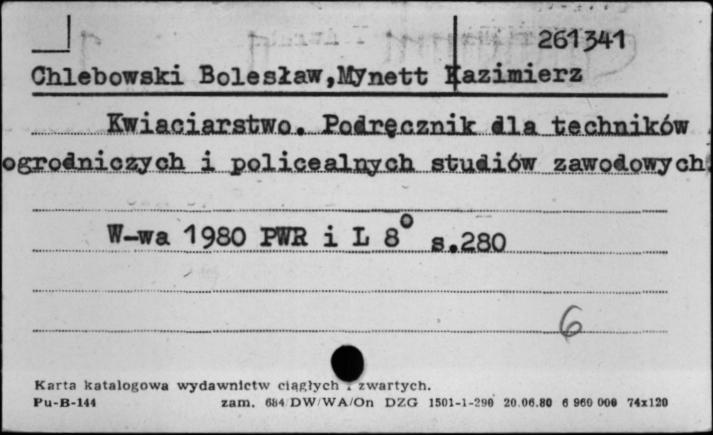 261341
Chlebowski Bolesław,Mynett Kazimierz
Kwiaciarstwo. Podręcznik dla techników
ogrodniczych i policealnych studiów zawodowych.
W-wa 1980 PWR i L 8° s.280
6
Karta katalogowa wydawnictw ciągłych i zwartych.
Pu-B-144 zam. 684/DW/WA/On DZG 1501-1-290 20.06.80 6 960 000 74x120